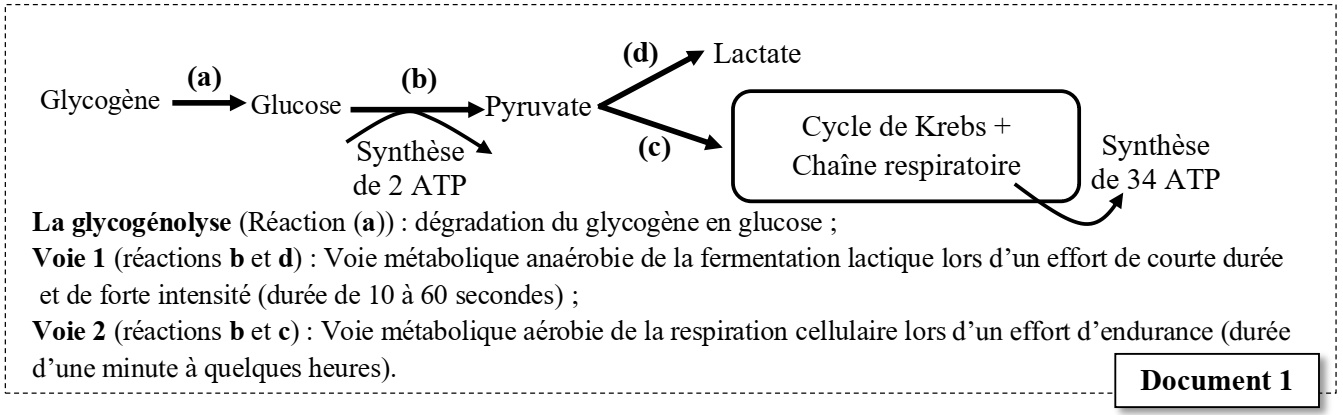 (d) Lactate
(a) (b)
Glycogène Glucose Pyruvate
(c) Cycle de Krebs +
Chaîne respiratoire
Synthèse
de 2 ATP
Synthèse
de 34 ATP
La glycogénolyse (Réaction (a)) : dégradation du glycogène en glucose ;
Voie 1 (réactions b et d) : Voie métabolique anaérobie de la fermentation lactique lors d’un effort de courte durée
et de forte intensité (durée de 10 à 60 secondes) ;
Voie 2 (réactions b et c) : Voie métabolique aérobie de la respiration cellulaire lors d’un effort d’endurance (durée
d’une minute à quelques heures).
Document 1